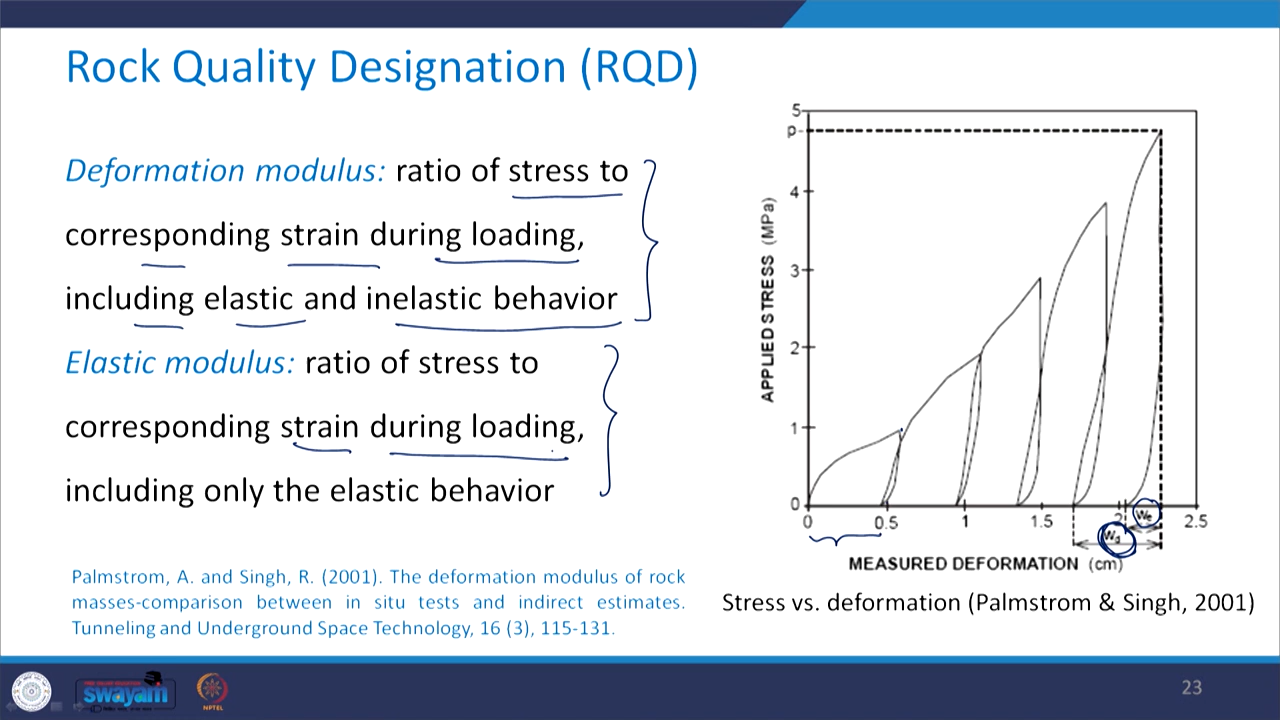 Rock Quality Designation (RQD)
Deformation modulus: ratio of stress to
corresponding strain during loading,
including elastic and inelastic behavior
Elastic modulus: ratio of stress to
corresponding strain during loading,
including only the elastic behavior
Palmstrom, A. and Singh, R. (2001). The deformation modulus of rock
masses-comparison between in situ tests and indirect estimates.
Tunneling and Underground Space Technology, 16 (3), 115-131.
5
p
4
3
2
1
0
APPLIED STRESS (MPa)
0 0.5 1 1.5 2 2.5
We
Wd
MEASURED DEFORMATION (cm)
Stress vs. deformation (Palmstrom & Singh, 2001)
swayam
NPTEL
23